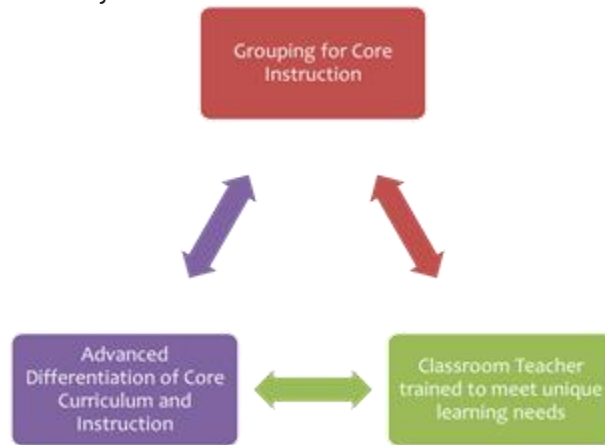 Grouping for Core
Instruction
Advanced
Differentiation of Core
Curriculum and
Instruction
Classroom Teacher
trained to meet unique
learning needs